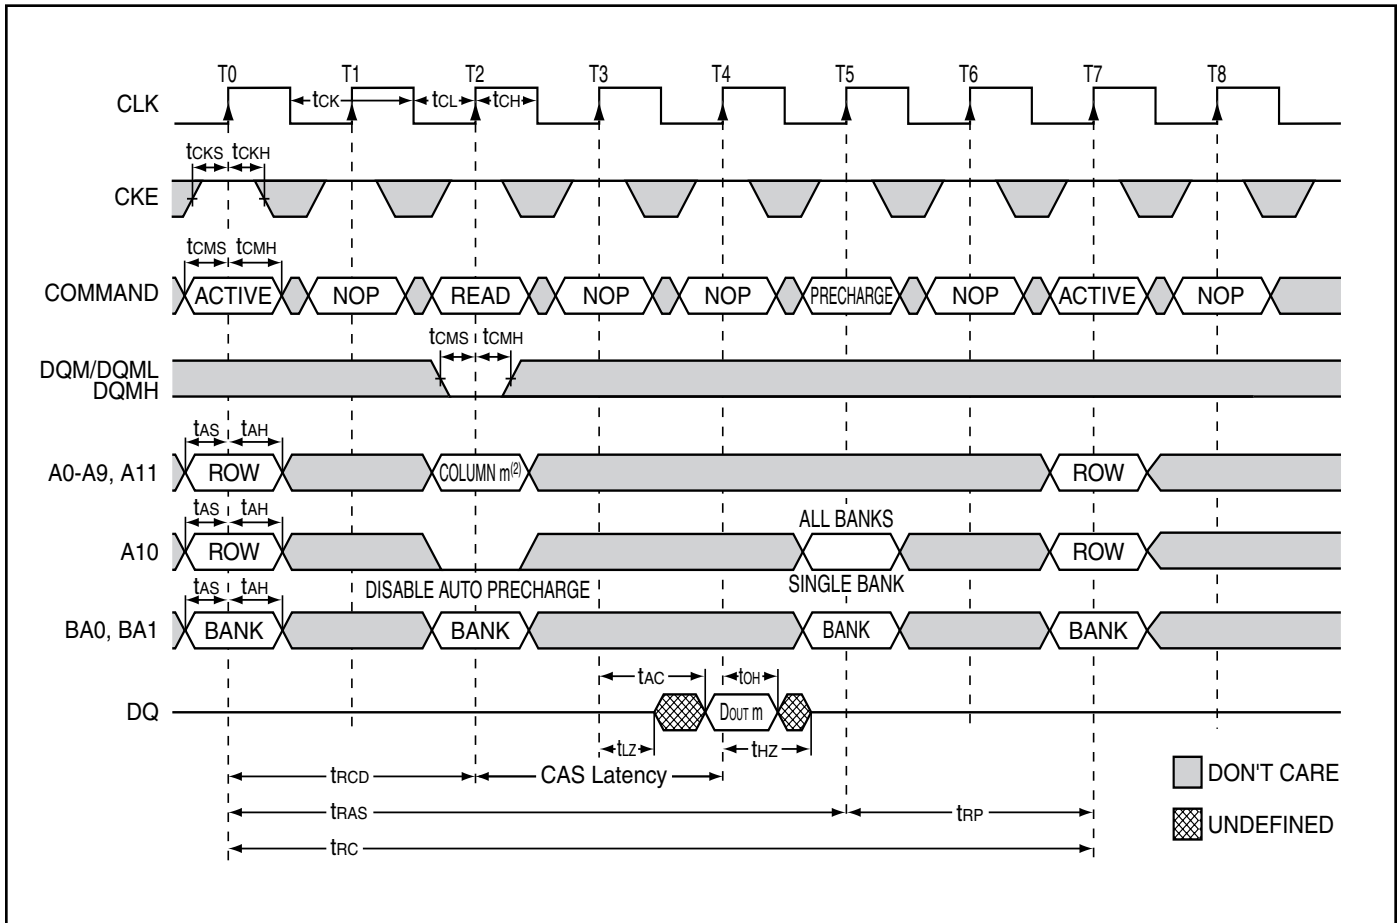 T0 T1 T2 T3 T4 T5 T6 T7 T8
CLK tCK tCL tCH
tCKS tCKH
CKE
tCMS tCMH
COMMAND ACTIVE NOP READ NOP NOP PRECHARGE NOP ACTIVE NOP
tCMS tCMH
DQM/DQML
DQMH
tAS tAH
A0-A9, A11 ROW COLUMN m(2) ROW
tAS tAH ALL BANKS
A10 ROW ROW
DISABLE AUTO PRECHARGE SINGLE BANK
tAS tAH
BA0, BA1 BANK BANK BANK BANK
tAC tOH
DQ DOUT m
tLZ tHZ
tRCD CAS Latency
DON'T CARE
tRAS tRP
UNDEFINED
tRC